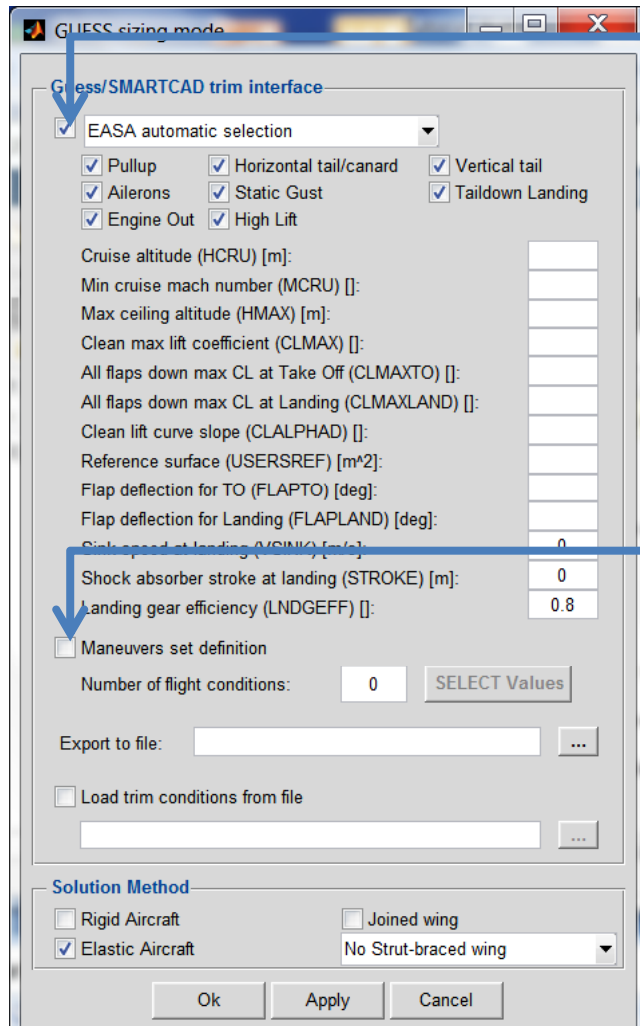 GUESS sizing mode
Guess/SMARTCAD trim interface
EASA automatic selection
Pullup Horizontal tail/canard Vertical tail
Ailerons Static Gust Taildown Landing
Engine Out High Lift
Cruise altitude (HCRU) [m]:
Min cruise mach number (MCRU) []:
Max ceiling altitude (HMAX) [m]:
Clean max lift coefficient (CLMAX) []:
All flaps down max CL at Take Off (CLMAXTO) []:
All flaps down max CL at Landing (CLMAXLAND) []:
Clean lift curve slope (CLALPHAD) []:
Reference surface (USERSREF) [m^2]:
Flap deflection for TO (FLAPTO) [deg]:
Flap deflection for Landing (FLAPLAND) [deg]:
Sink speed at landing (VSINK) [m/s]: 0
Shock absorber stroke at landing (STROKE) [m]: 0
Landing gear efficiency (LNDGEFF) []: 0.8
Maneuvers set definition
Number of flight conditions: 0 SELECT Values
Export to file: ...
Load trim conditions from file
...
Solution Method
Rigid Aircraft Joined wing
Elastic Aircraft No Strut-braced wing
Ok Apply Cancel